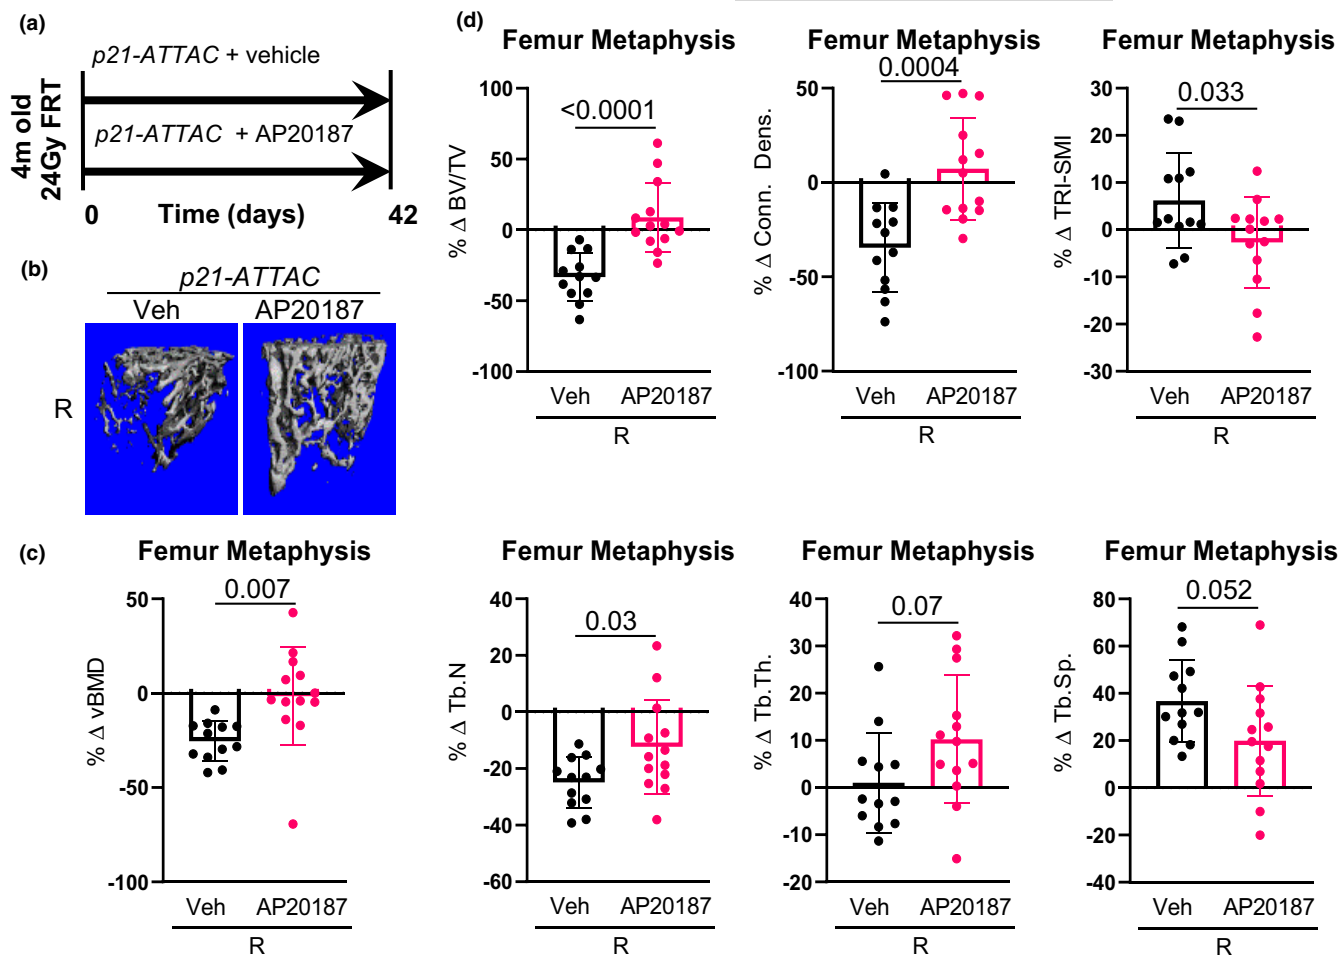 (a)
p21-ATTAC + vehicle
p21-ATTAC + AP20187
4m old
24Gy FRT
0 Time (days) 42
(b)
p21-ATTAC
Veh AP20187
R
(d)
Femur Metaphysis
<0.0001
% Δ BV/TV
100
50
0
-50
-100
Veh AP20187
R
Femur Metaphysis
0.0004
% Δ Conn. Dens.
50
0
-50
-100
Veh AP20187
R
Femur Metaphysis
0.033
% Δ TRI-SMI
30
20
10
0
-10
-20
-30
Veh AP20187
R
(c)
Femur Metaphysis
0.007
% Δ vBMD
50
0
-50
-100
Veh AP20187
R
Femur Metaphysis
0.03
% Δ Tb.N
40
20
0
-20
-40
-60
Veh AP20187
R
Femur Metaphysis
0.07
% Δ Tb.Th.
40
30
20
10
0
-10
-20
Veh AP20187
R
Femur Metaphysis
0.052
% Δ Tb.Sp.
80
60
40
20
0
-20
-40
Veh AP20187
R